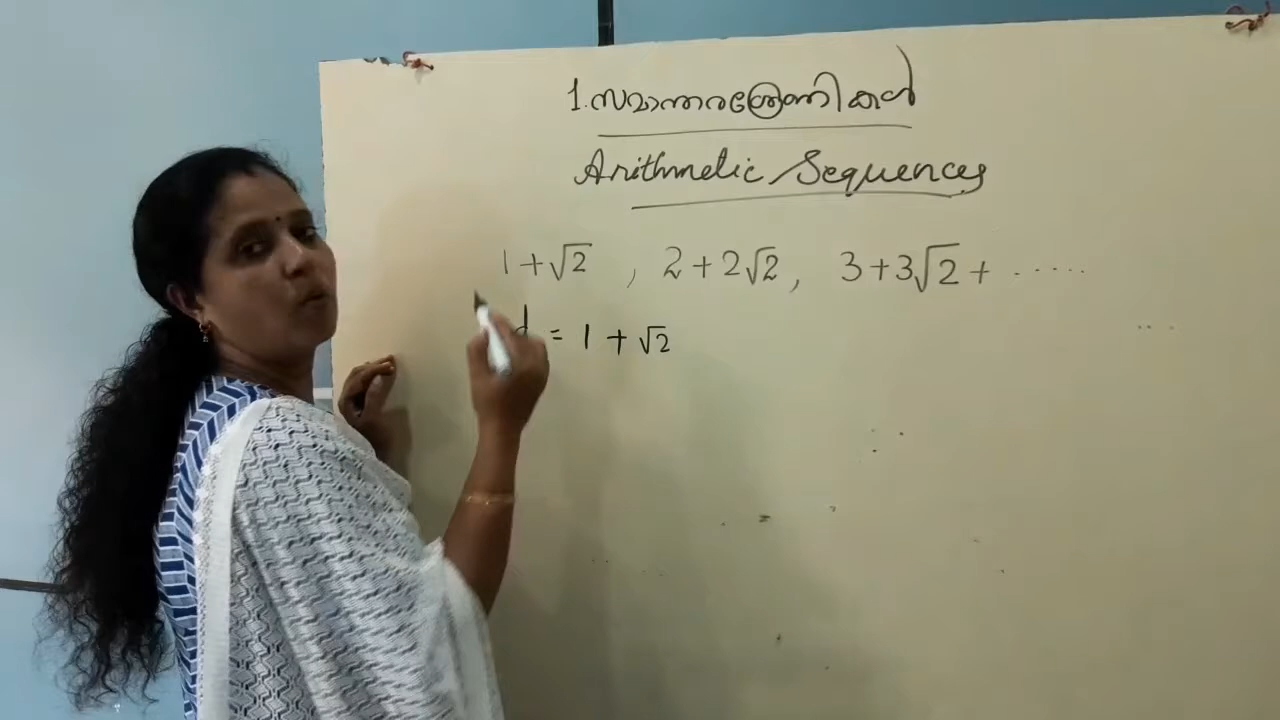 1. സമാന്തരശ്രേണികൾ
Arithmetic Sequences
1+√2 , 2+2√2, 3+3√2+ ......
d = 1 + √2